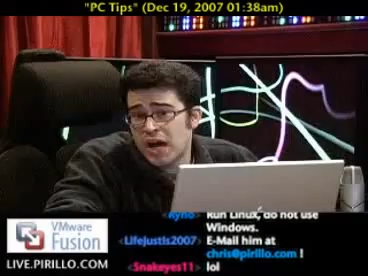 "PC Tips" (Dec 19, 2007 01:38am)
<Kyno> Run Linux, do not use
Windows.
<LifeJustIs2007> E-Mail him at
chris@pirillo.com !
<Snakeyes11> lol
VMware
Fusion
LIVE.PIRILLO.COM